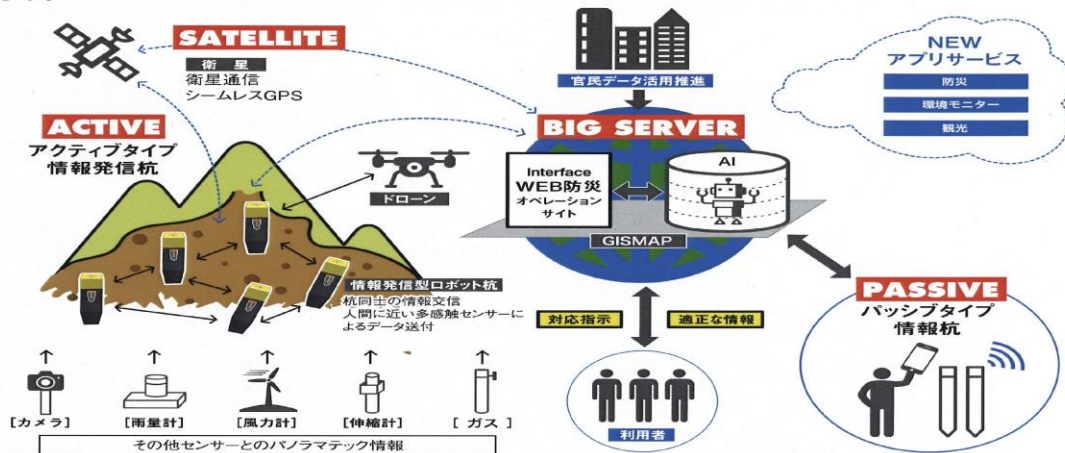 SATELLITE
衛星
衛星通信
シームレスGPS
ACTIVE
アクティブタイプ
情報発信杭
ドローン
情報発信型ロボット杭
杭同士の情報交信
人間に近い多感触センサーに
よるデータ送付
[カメラ]
[雨量計]
[風力計]
[伸縮計]
[ガス]
その他センサーとのパノラマテック情報
官民データ活用推進
BIG SERVER
Interface
WEB防災
オペレーション
サイト
AI
GISMAP
対応指示
適正な情報
利用者
NEW
アプリサービス
防災
環境モニター
観光
PASSIVE
パッシブタイプ
情報杭